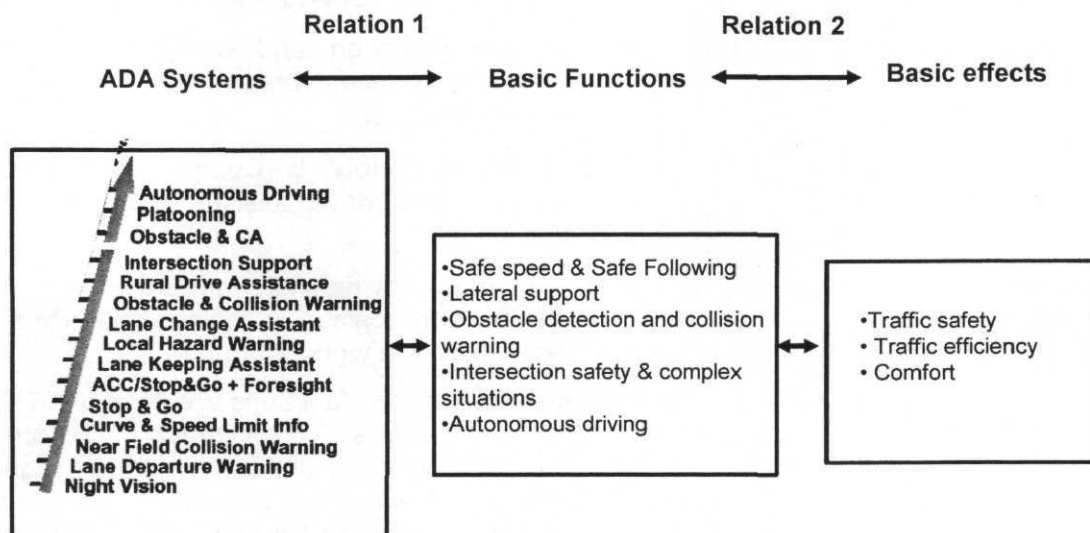 Relation 1
Relation 2
ADA Systems
Basic Functions
Basic effects
Autonomous Driving
Platooning
Obstacle & CA
Intersection Support
Rural Drive Assistance
Obstacle & Collision Warning
Lane Change Assistant
Local Hazard Warning
Lane Keeping Assistant
ACC/Stop&Go + Foresight
Stop & Go
Curve & Speed Limit Info
Near Field Collision Warning
Lane Departure Warning
Night Vision
•Safe speed & Safe Following
•Lateral support
•Obstacle detection and collision
warning
•Intersection safety & complex
situations
•Autonomous driving
•Traffic safety
• Traffic efficiency
• Comfort